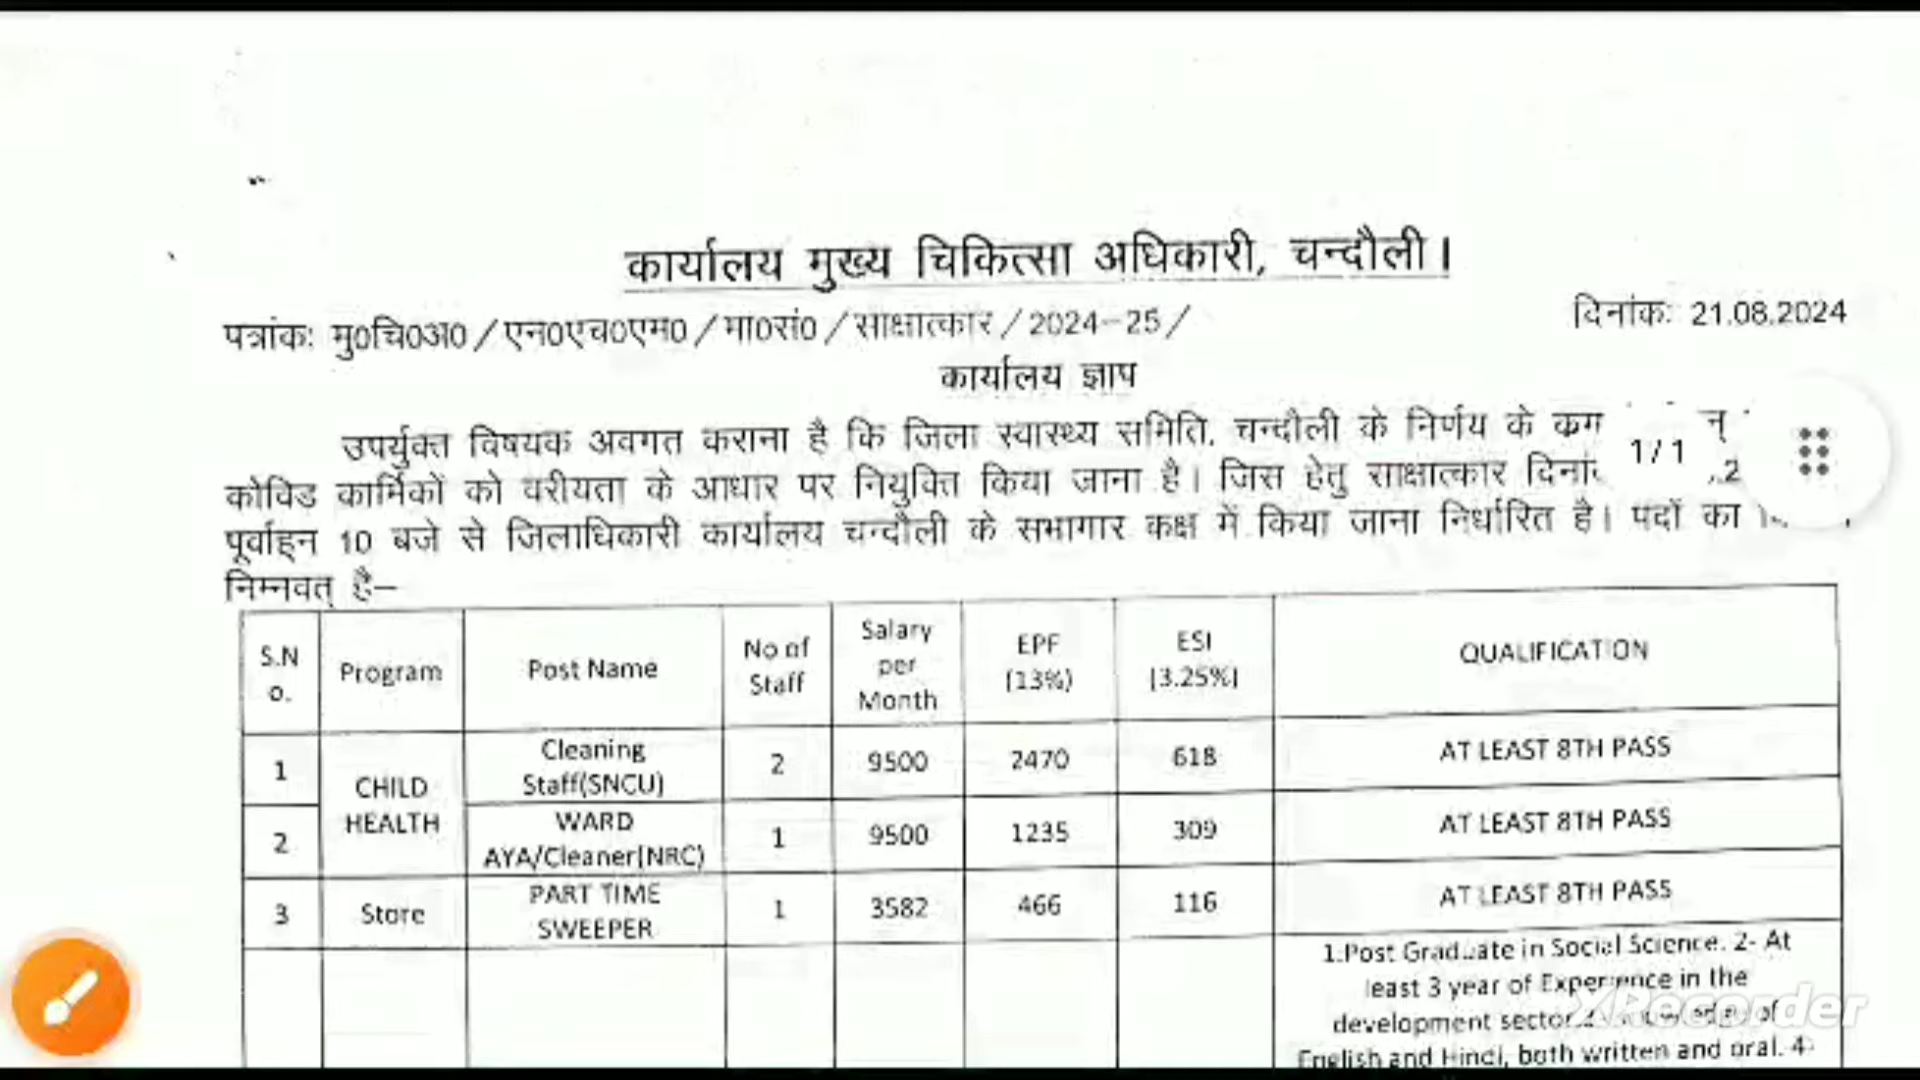 कार्यालय मुख्य चिकित्सा अधिकारी, चन्दौली।
पत्रांकः मु0चि0अ0/एन0एच0एम0/मा0सं0/साक्षात्कार/2024-25/
दिनांकः 21.08.2024
कार्यालय ज्ञाप
उपर्युक्त विषयक अवगत कराना है कि जिला स्वास्थ्य समिति, चन्दौली के निर्णय के
1/1
कोविड कार्मिकों को वरीयता के आधार पर नियुक्ति किया जाना है। जिस हेतु साक्षात्कार
पूर्वाह्न 10 बजे से जिलाधिकारी कार्यालय चन्दौली के सभागार कक्ष में किया जाना निर्धारित है। पदों का
निम्नवत् है-
S.N o. Program Post Name No of Staff Salary per Month EPF (13%) ESI (3.25%) QUALIFICATION
1 CHILD HEALTH Cleaning Staff(SNCU) 2 9500 2470 618 AT LEAST 8TH PASS
2 WARD AYA/Cleaner(NRC) 1 9500 1235 309 AT LEAST 8TH PASS
3 Store PART TIME SWEEPER 1 3582 466 116 AT LEAST 8TH PASS
1.Post Graduate in Social Science. 2- At
least 3 year of Experience in the
development sector of
English and Hindi, both written and oral. 4-
XRecorder